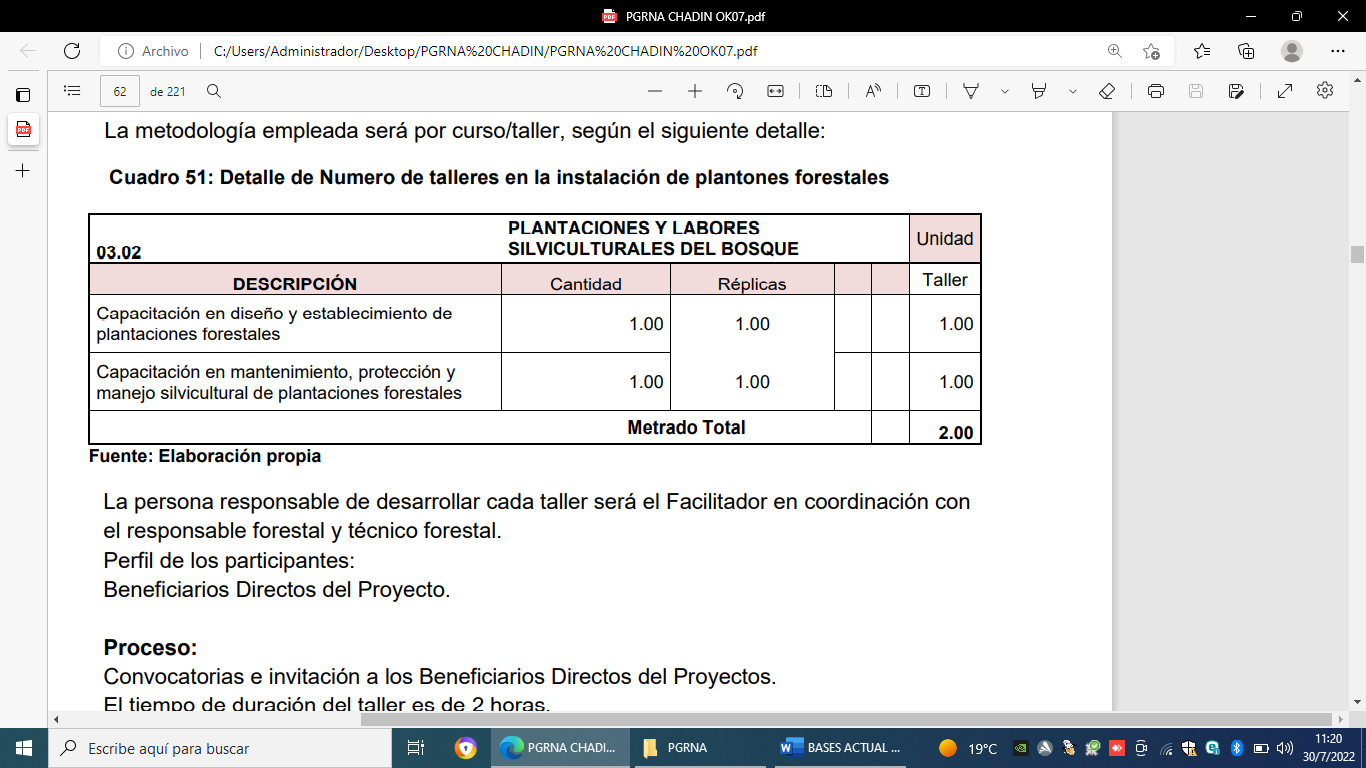 PGRNA CHADIN OK07.pdf
Archivo | C:/Users/Administrador/Desktop/PGRNA%20CHADIN/PGRNA%20CHADIN%20OK07.pdf
62 de 221
La metodología empleada será por curso/taller, según el siguiente detalle:
Cuadro 51: Detalle de Numero de talleres en la instalación de plantones forestales
03.02 PLANTACIONES Y LABORES SILVICULTURALES DEL BOSQUE Unidad
DESCRIPCIÓN Cantidad Réplicas Taller
Capacitación en diseño y establecimiento de
plantaciones forestales 1.00 1.00 1.00
Capacitación en mantenimiento, protección y
manejo silvicultural de plantaciones forestales 1.00 1.00 1.00
Metrado Total 2.00
Fuente: Elaboración propia
La persona responsable de desarrollar cada taller será el Facilitador en coordinación con
el responsable forestal y técnico forestal.
Perfil de los participantes:
Beneficiarios Directos del Proyecto.
Proceso:
Convocatorias e invitación a los Beneficiarios Directos del Proyectos.
El tiempo de duración del taller es de 2 horas.
Escribe aquí para buscar
PGRNA CHADI...
PGRNA
BASES ACTUAL ...
19°C
11:20
30/7/2022